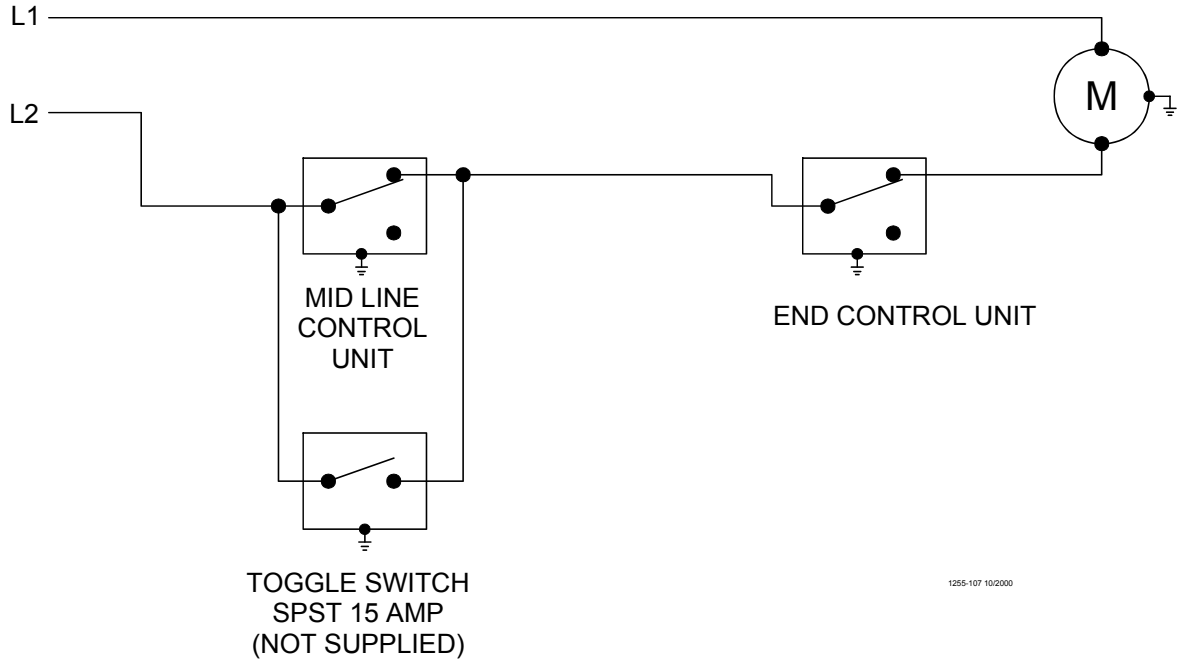 L1
L2
M
MID LINE
CONTROL
UNIT
END CONTROL UNIT
TOGGLE SWITCH
SPST 15 AMP
(NOT SUPPLIED)
1255-107 10/2000